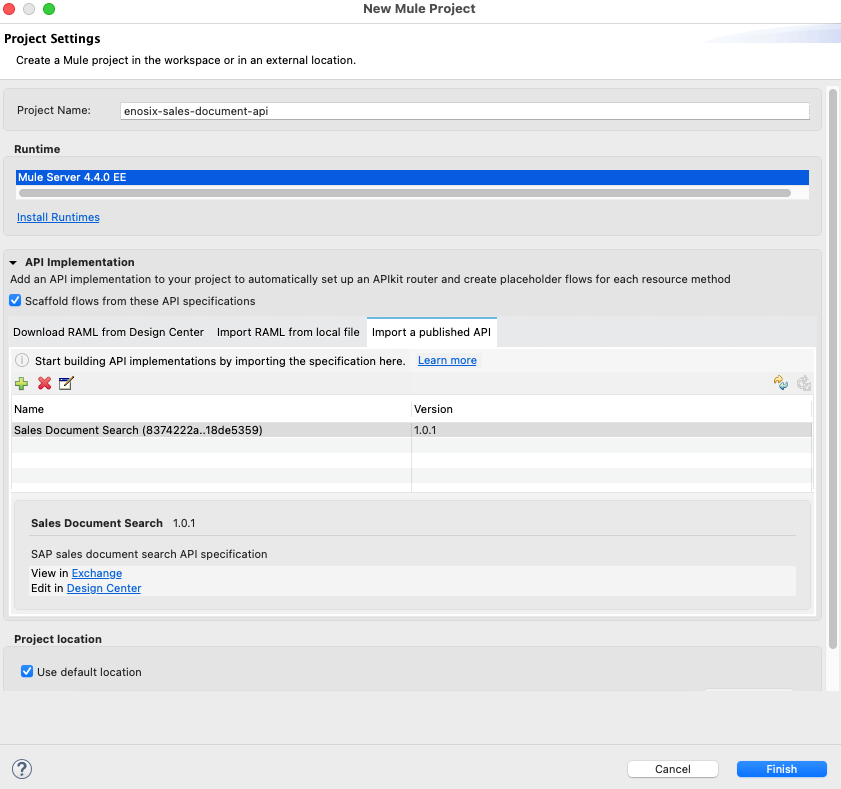 New Mule Project
Project Settings
Create a Mule project in the workspace or in an external location.
Project Name: enosix-sales-document-api
Runtime
Mule Server 4.4.0 EE
Install Runtimes
API Implementation
Add an API implementation to your project to automatically set up an APIkit router and create placeholder flows for each resource method
Scaffold flows from these API specifications
Download RAML from Design Center Import RAML from local file Import a published API
Start building API implementations by importing the specification here. Learn more
Name Version
Sales Document Search (8374222a..18de5359) 1.0.1
Sales Document Search 1.0.1
SAP sales document search API specification
View in Exchange
Edit in Design Center
Project location
Use default location
? Cancel Finish